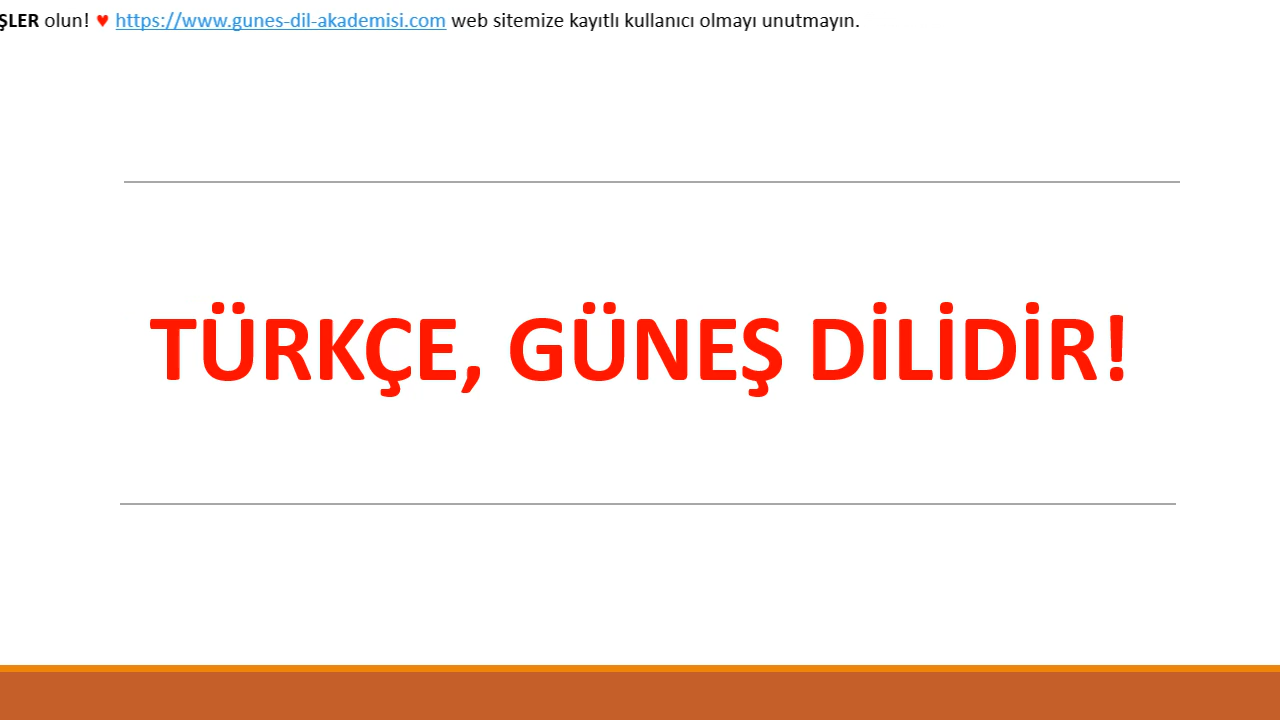 ŞLER olun! ♥ https://www.gunes-dil-akademisi.com web sitemize kayıtlı kullanıcı olmayı unutmayın.
TÜRKÇE, GÜNEŞ DİLİDİR!